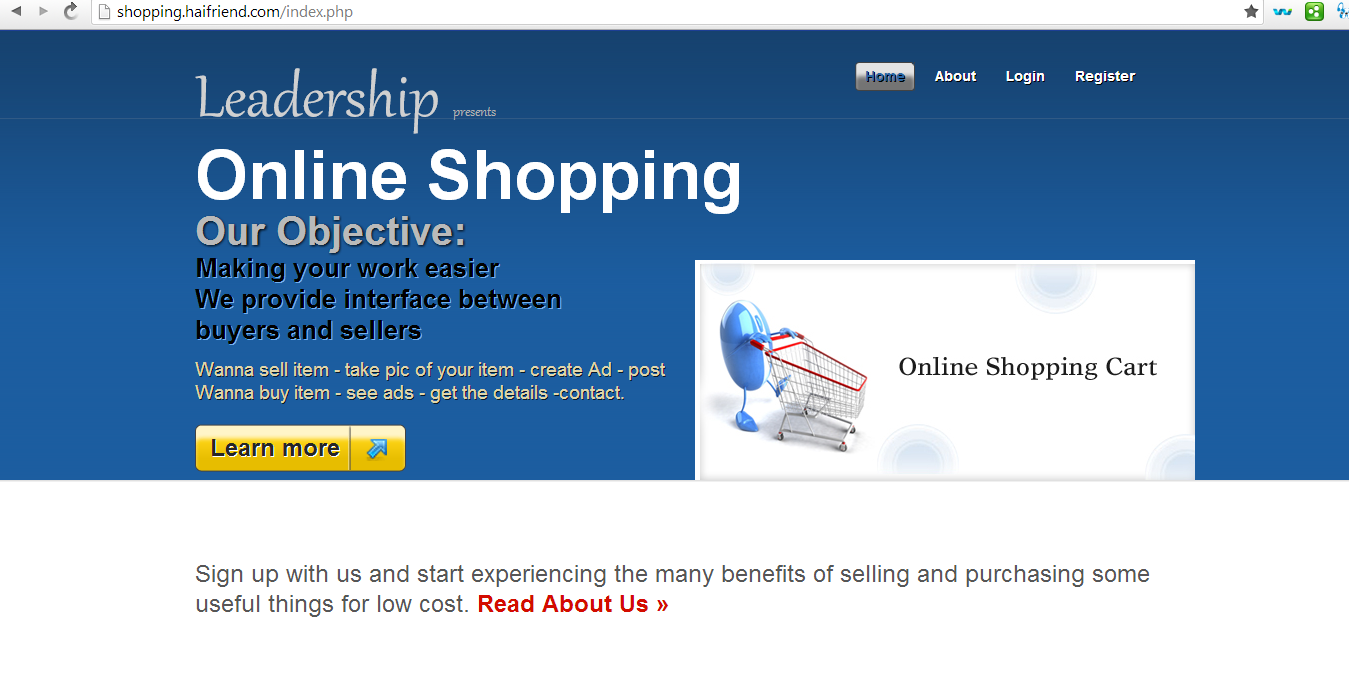 shopping.haifriend.com/index.php
Home About Login Register
Leadership presents
Online Shopping
Our Objective:
Making your work easier
We provide interface between
buyers and sellers
Wanna sell item - take pic of your item - create Ad - post
Wanna buy item - see ads - get the details -contact.
Learn more
Online Shopping Cart
Sign up with us and start experiencing the many benefits of selling and purchasing some
useful things for low cost. Read About Us »